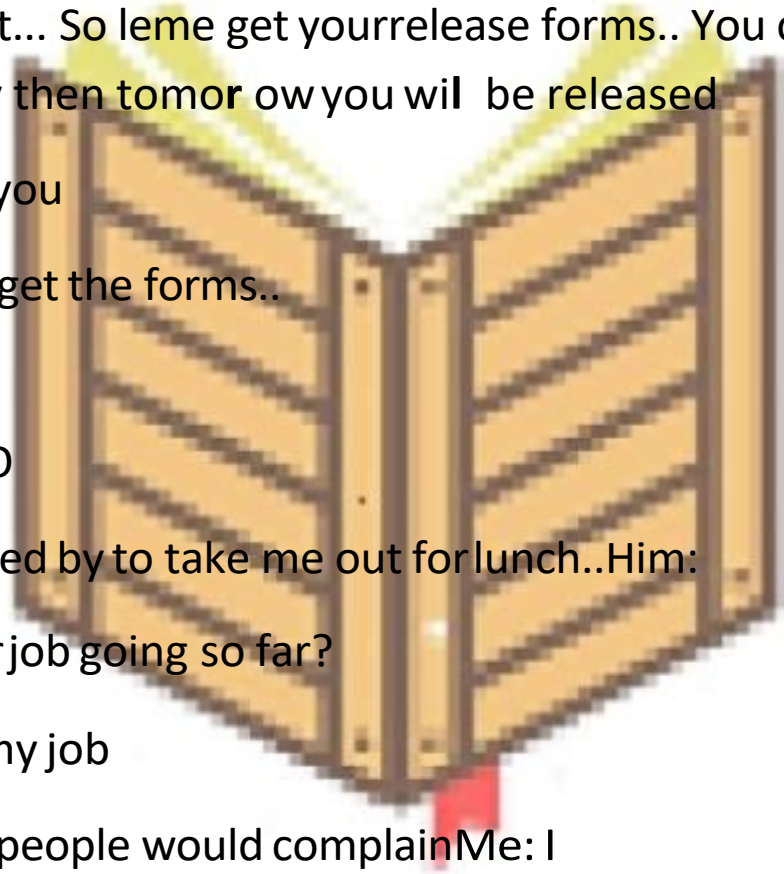 t... So leme get yourrelease forms.. You
then tomor ow you wil be released
you
get the forms..
ed by to take me out for lunch..Him:
job going so far?
my job
people would complainMe: I